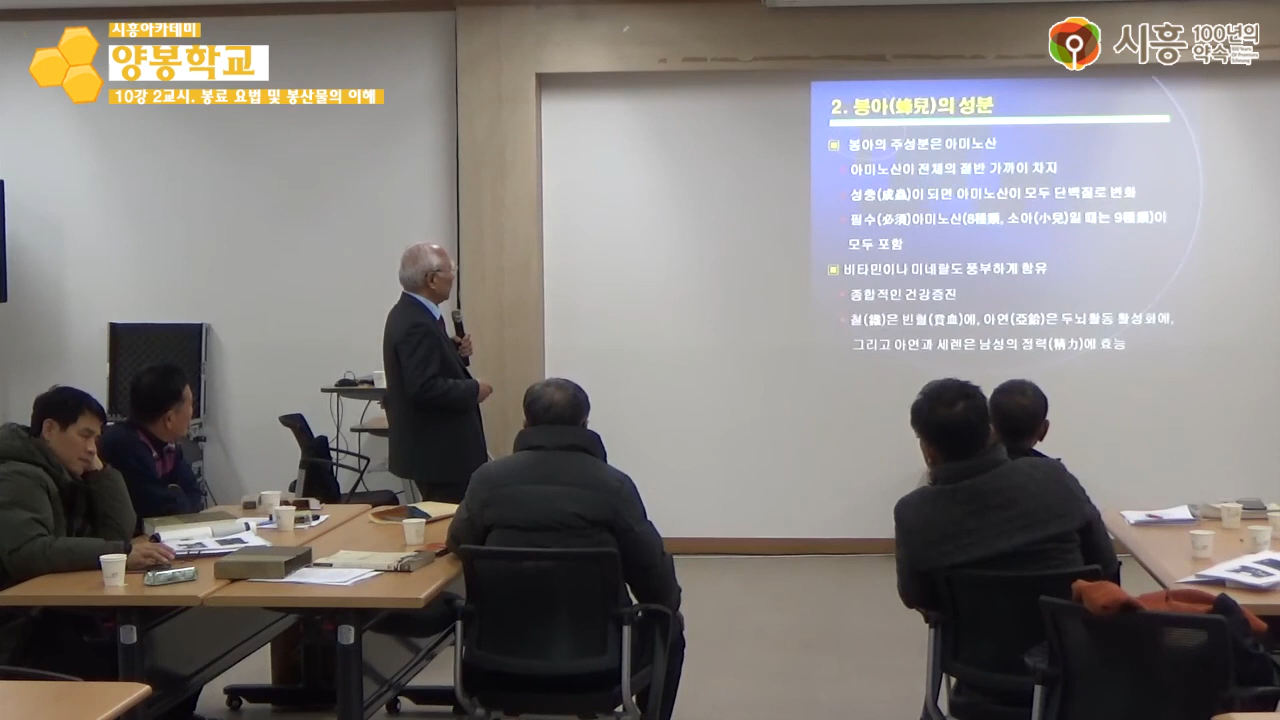 시흥아카데미
양봉학교
10강 2교시. 봉료 요법 및 봉산물의 이해
시흥 100년의 약속
2. 봉아(蜂兒)의 성분
봉아의 주성분은 아미노산
아미노산이 전체의 절반 가까이 차지
성충(成蟲)이 되면 아미노산이 모두 단백질로 변화
필수(必須)아미노산(8種類, 소아(小兒)일 때는 9種類)이
모두 포함
비타민이나 미네랄도 풍부하게 함유
종합적인 건강증진
철(鐵)은 빈혈(貧血)에, 아연(亞鉛)은 두뇌활동 활성화에,
그리고 아연과 세렌은 남성의 정력(精力)에 효능